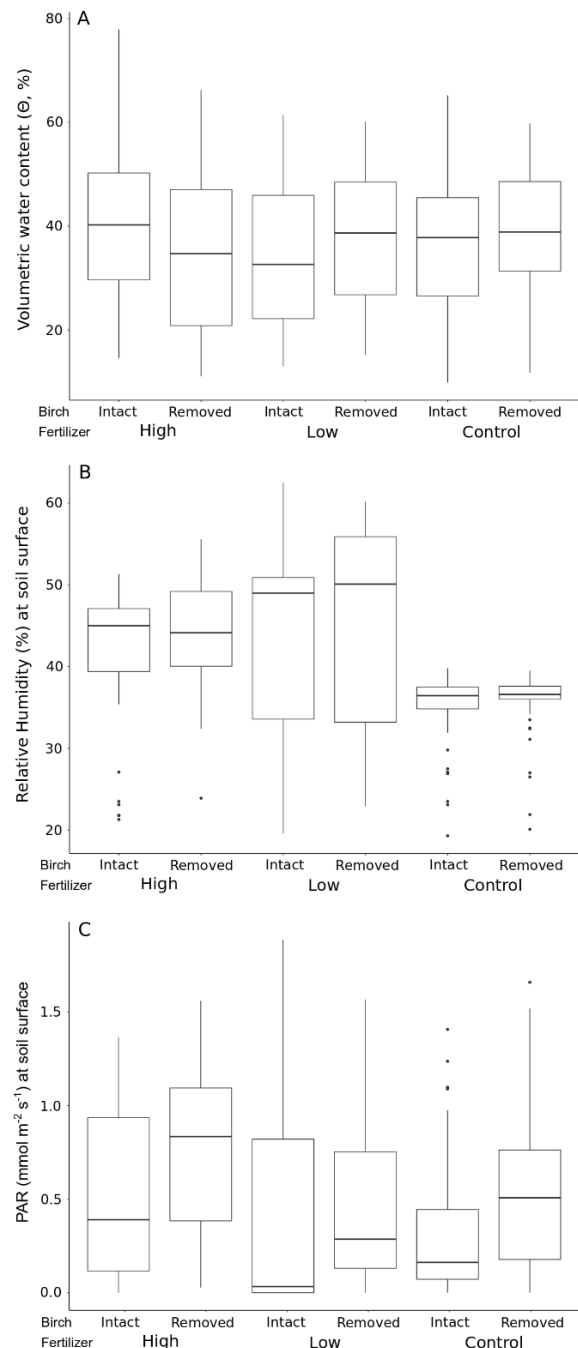 A
80
60
40
20
Volumetric water content (Θ, %)
Birch Intact Removed Intact Removed Intact Removed
Fertilizer High Low Control
B
60
50
40
30
20
Relative Humidity (%) at soil surface
Birch Intact Removed Intact Removed Intact Removed
Fertilizer High Low Control
C
1.5
1.0
0.5
0.0
PAR (mmol m⁻² s⁻¹) at soil surface
Birch Intact Removed Intact Removed Intact Removed
Fertilizer High Low Control